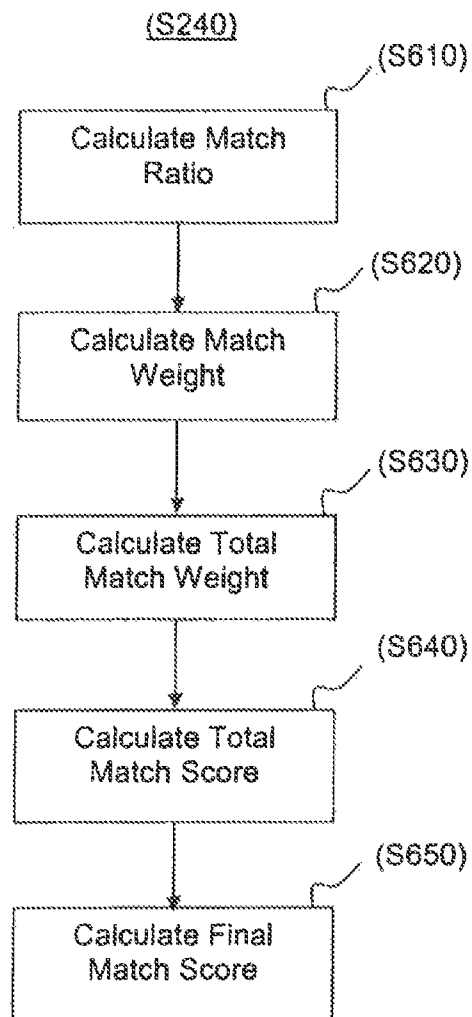 (S240)
(S610)
Calculate Match
Ratio
(S620)
Calculate Match
Weight
(S630)
Calculate Total
Match Weight
(S640)
Calculate Total
Match Score
(S650)
Calculate Final
Match Score